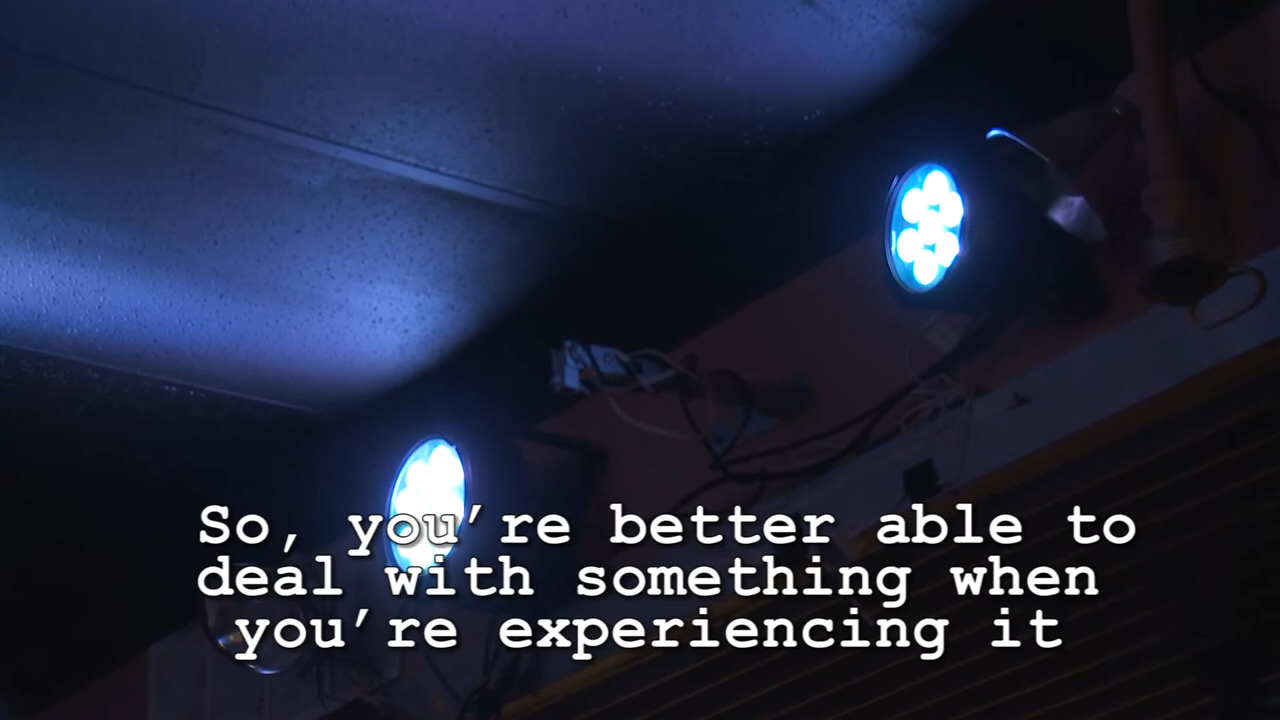 So, you’re better able to
deal with something when
you’re experiencing it